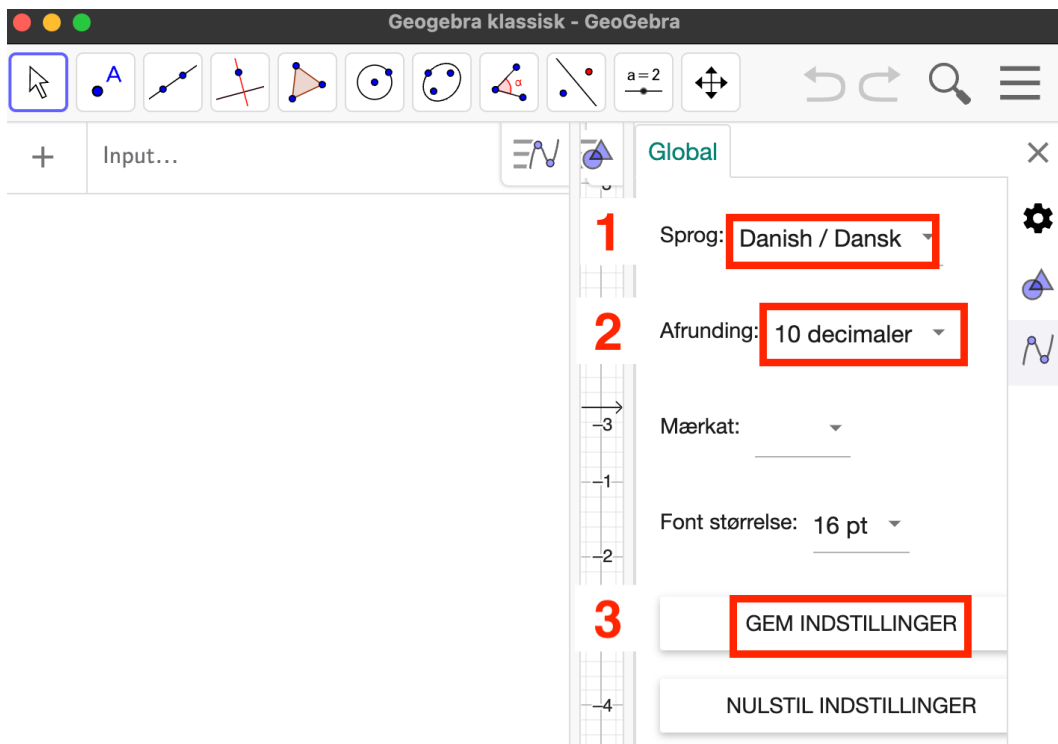 Geogebra klassisk - GeoGebra
A
α
a=2
+ Input...
Global
1 Sprog: Danish / Dansk
2 Afrunding: 10 decimaler
-3
Mærkat:
-1
Font størrelse: 16 pt
-2
3 GEM INDSTILLINGER
-4 NULSTIL INDSTILLINGER